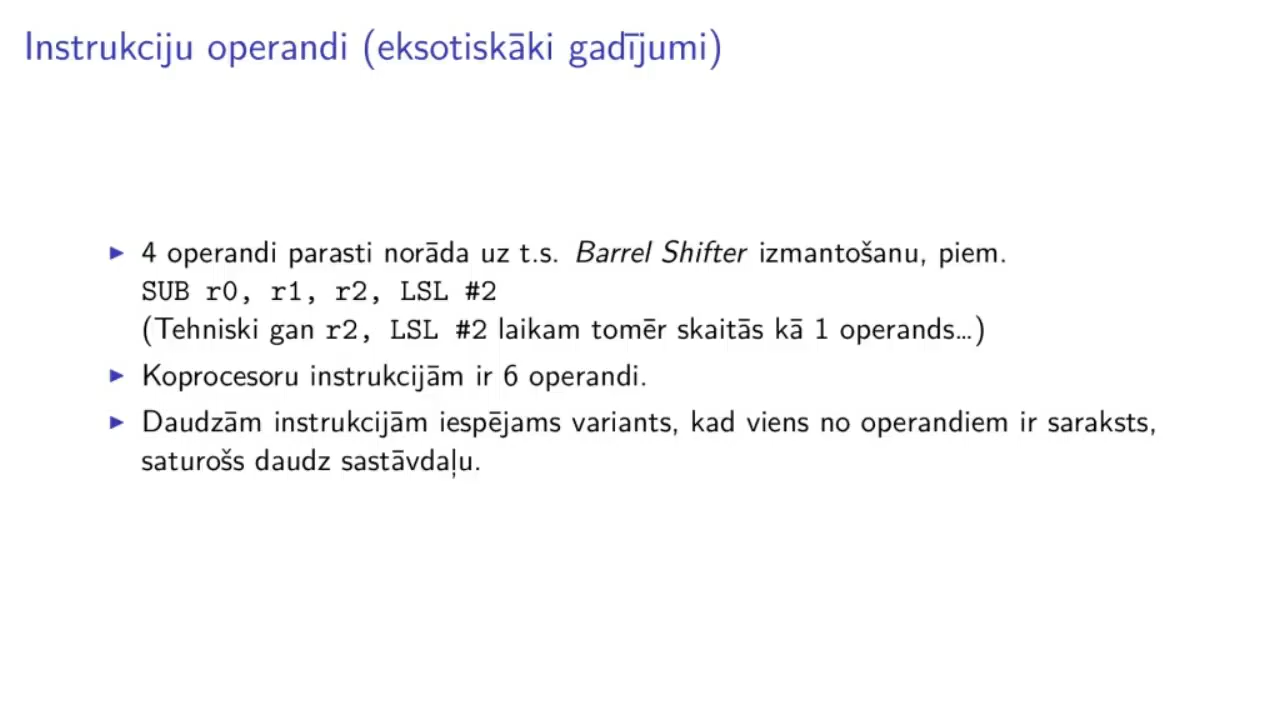 Instrukciju operandi (eksotiskāki gadījumi)
▶ 4 operandi parasti norāda uz t.s. Barrel Shifter izmantošanu, piem.
SUB r0, r1, r2, LSL #2
(Tehniski gan r2, LSL #2 laikam tomēr skaitās kā 1 operands…)
▶ Koprocesoru instrukcijām ir 6 operandi.
▶ Daudzām instrukcijām iespējams variants, kad viens no operandiem ir saraksts,
saturošs daudz sastāvdaļu.